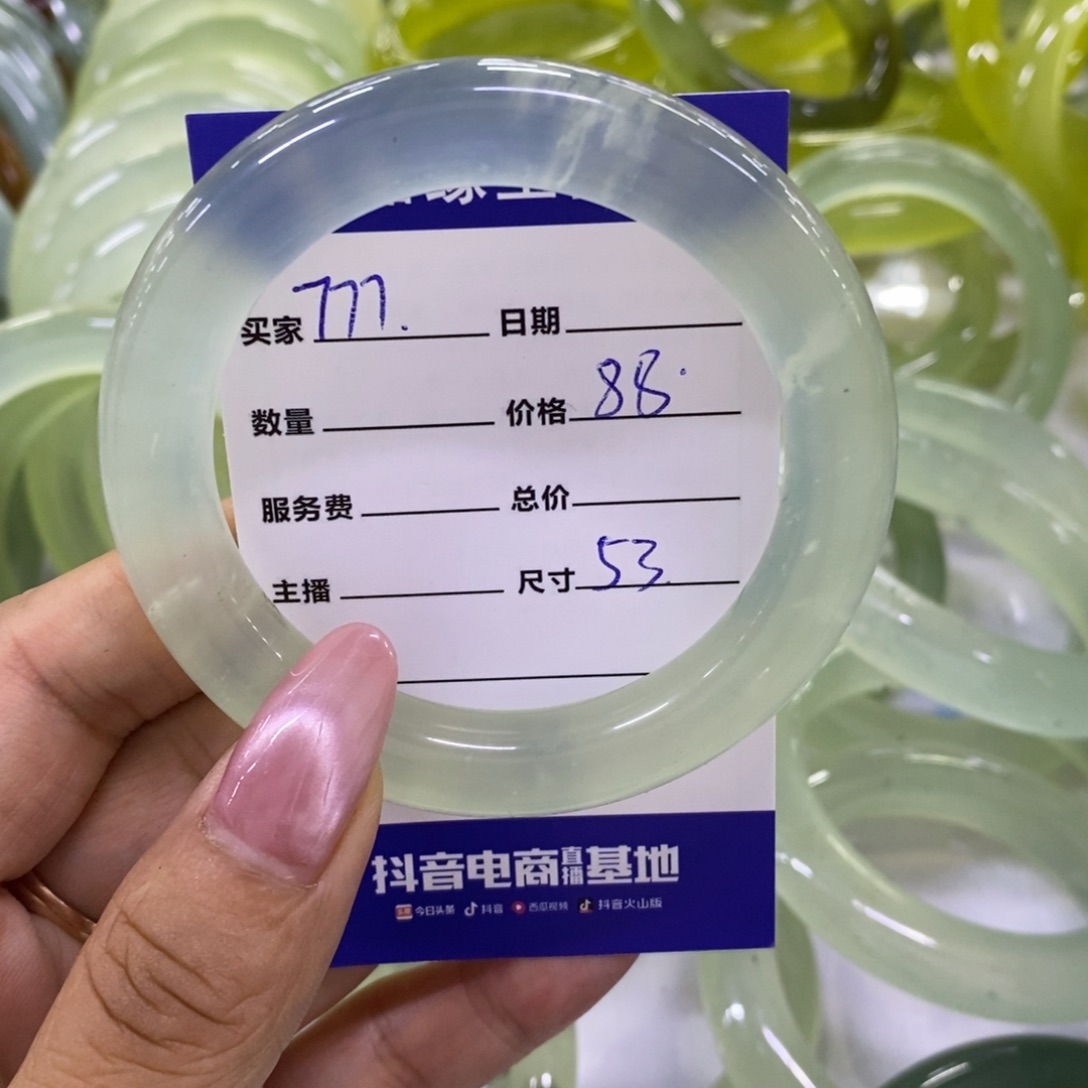 买家 777. 日期
数量 价格 88.
服务费 总价
主播 尺寸 53
抖音电商直播基地
今日头条 抖音 西瓜视频 抖音火山版